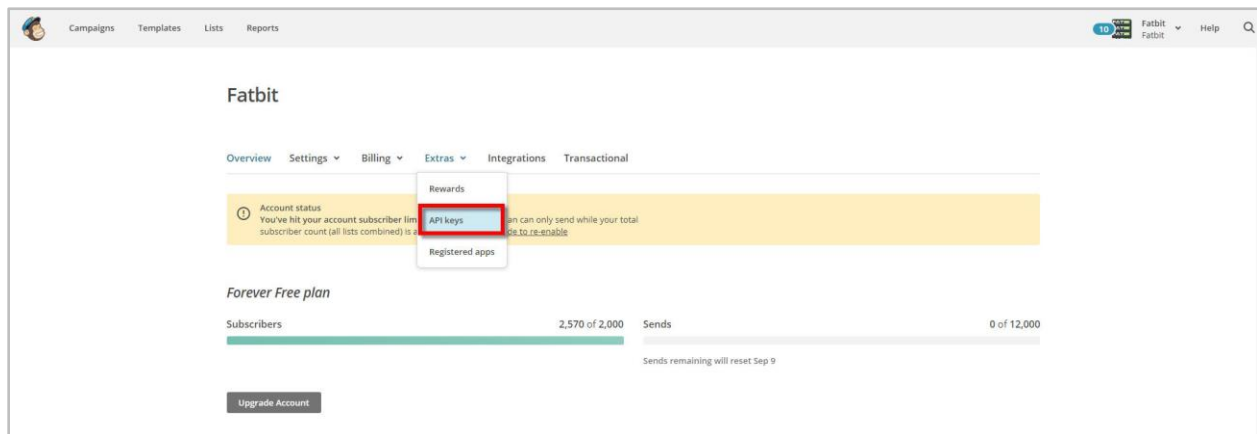 Campaigns Templates Lists Reports
10 Fatbit Help
Fatbit
Fatbit
Overview Settings Billing Extras Integrations Transactional
Rewards
Account status
You've hit your account subscriber lim API keys an can only send while your total
subscriber count (all lists combined) is a de to re-enable
Registered apps
Forever Free plan
Subscribers 2,570 of 2,000 Sends 0 of 12,000
Sends remaining will reset Sep 9
Upgrade Account